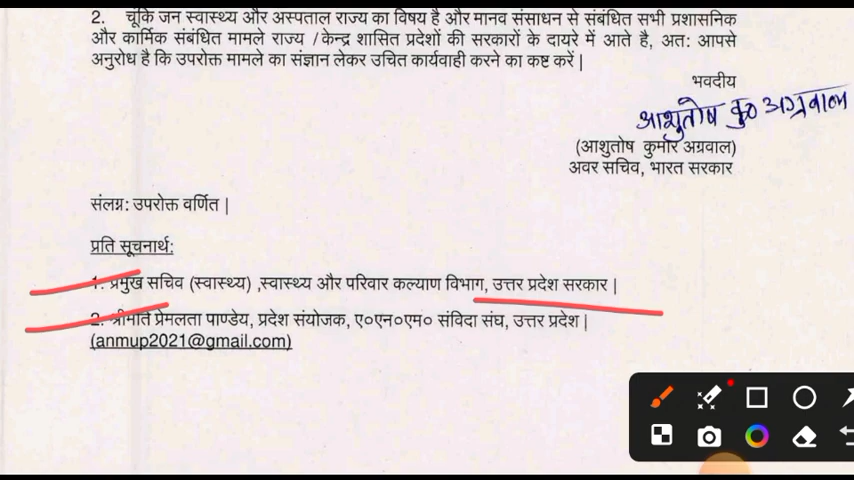 2. चूंकि जन स्वास्थ्य और अस्पताल राज्य का विषय है और मानव संसाधन से संबंधित सभी प्रशासनिक
और कार्मिक संबंधित मामले राज्य /केन्द्र शासित प्रदेशों की सरकारों के दायरे में आते है, अत: आपसे
अनुरोध है कि उपरोक्त मामले का संज्ञान लेकर उचित कार्यवाही करने का कष्ट करें |
भवदीय
आशुतोष कु० अग्रवाल
(आशुतोष कुमार अग्रवाल)
अवर सचिव, भारत सरकार
संलग्न: उपरोक्त वर्णित |
प्रति सूचनार्थ:
1. प्रमुख सचिव (स्वास्थ्य) ,स्वास्थ्य और परिवार कल्याण विभाग, उत्तर प्रदेश सरकार |
2. श्रीमति प्रेमलता पाण्डेय, प्रदेश संयोजक, ए०एन०एम० संविदा संघ, उत्तर प्रदेश |
(anmup2021@gmail.com)